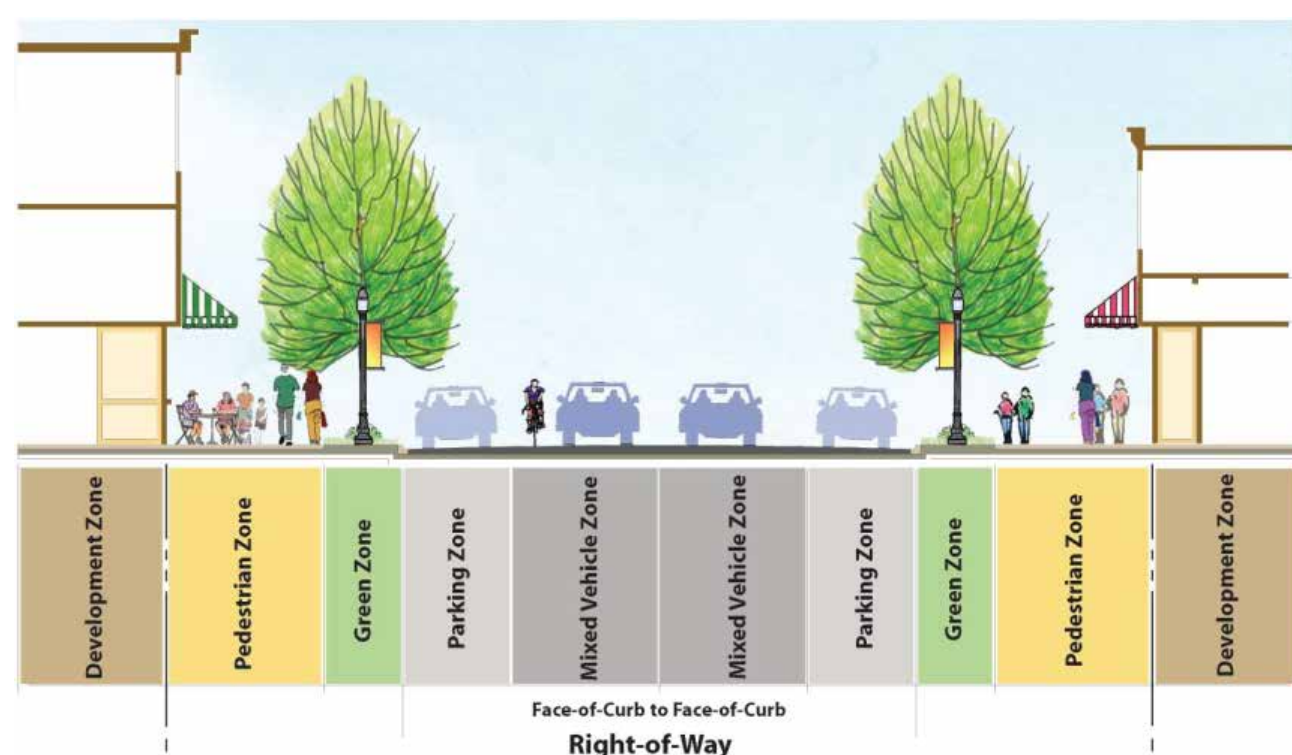 Development Zone
Pedestrian Zone
Green Zone
Parking Zone
Mixed Vehicle Zone
Mixed Vehicle Zone
Parking Zone
Green Zone
Pedestrian Zone
Development Zone
Face-of-Curb to Face-of-Curb
Right-of-Way